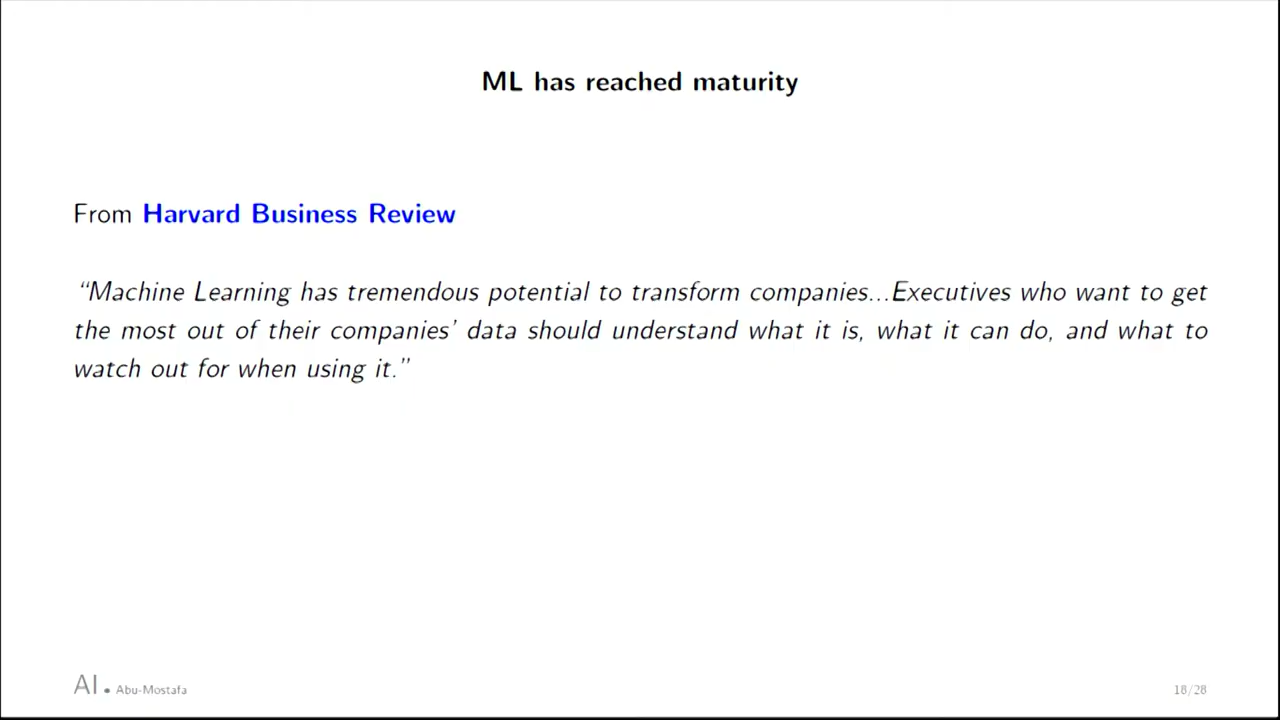 ML has reached maturity
From Harvard Business Review
“Machine Learning has tremendous potential to transform companies...Executives who want to get
the most out of their companies’ data should understand what it is, what it can do, and what to
watch out for when using it.”
AI • Abu-Mostafa
18/28